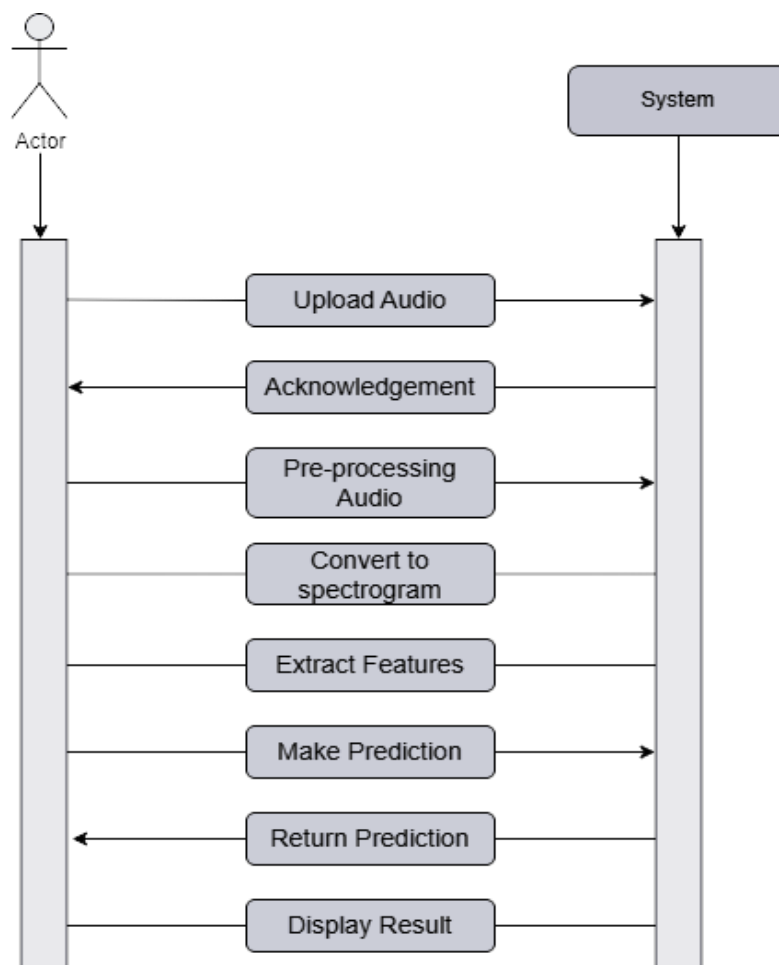 System
Actor
Upload Audio
Acknowledgement
Pre-processing
Audio
Convert to
spectrogram
Extract Features
Make Prediction
Return Prediction
Display Result